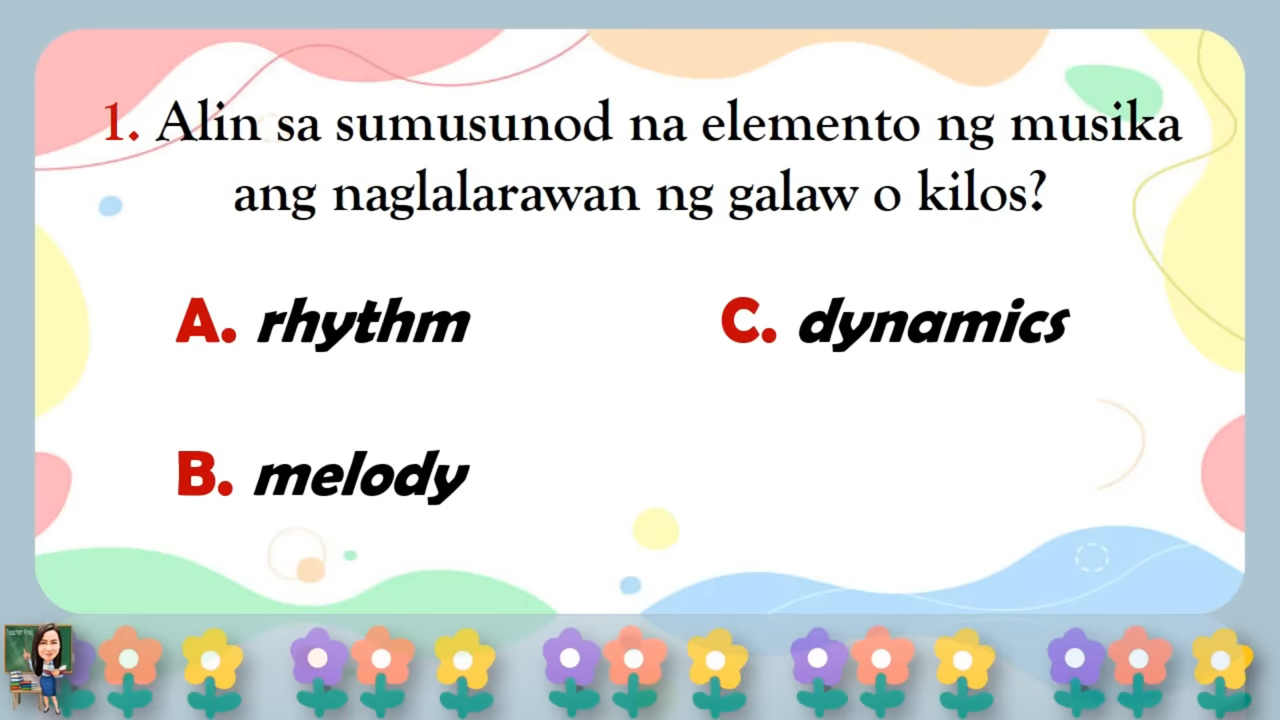 1. Alin sa sumusunod na elemento ng musika
ang naglalarawan ng galaw o kilos?
A. rhythm
C. dynamics
B. melody